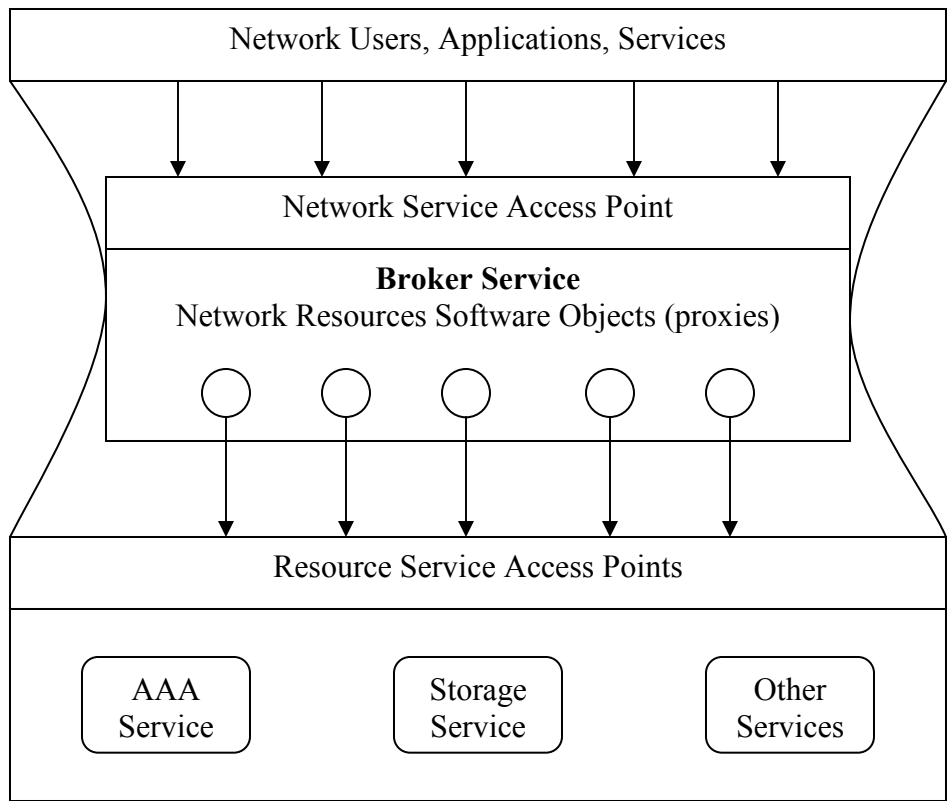 Network Users, Applications, Services
Network Service Access Point
Broker Service
Network Resources Software Objects (proxies)
Resource Service Access Points
AAA
Service
Storage
Service
Other
Services